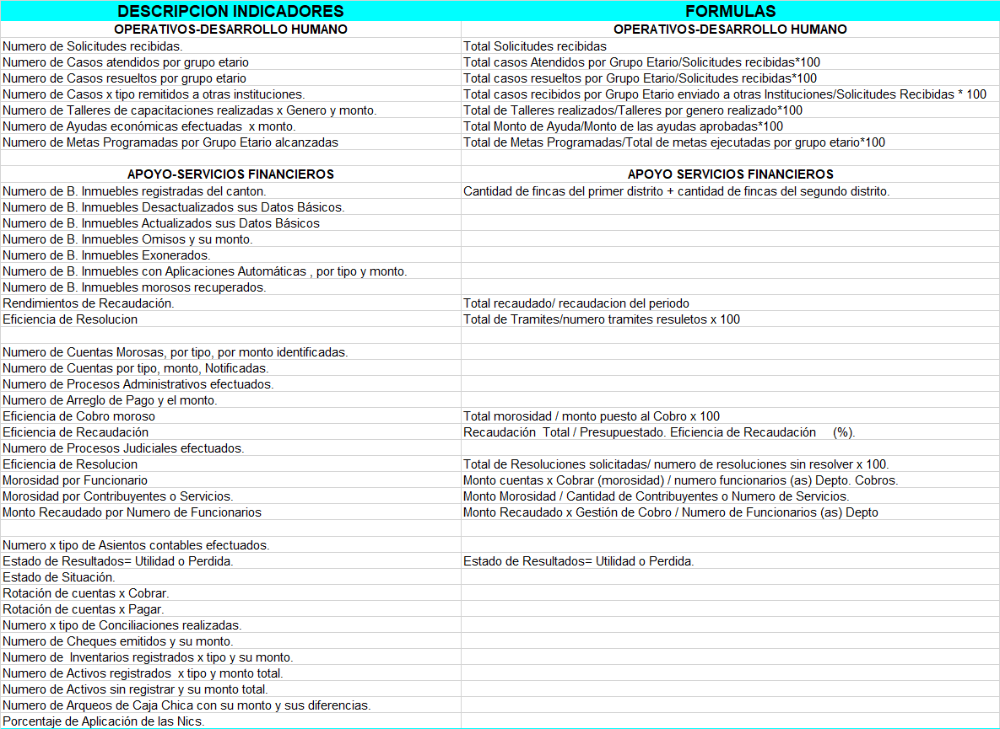 DESCRIPCION INDICADORES FORMULAS
OPERATIVOS-DESARROLLO HUMANO OPERATIVOS-DESARROLLO HUMANO
Numero de Solicitudes recibidas. Total Solicitudes recibidas
Numero de Casos atendidos por grupo etario Total casos Atendidos por Grupo Etario/Solicitudes recibidas*100
Numero de Casos resueltos por grupo etario Total casos resueltos por Grupo Etario/Solicitudes recibidas*100
Numero de Casos x tipo remitidos a otras instituciones. Total casos recibidos por Grupo Etario enviado a otras Instituciones/Solicitudes Recibidas * 100
Numero de Talleres de capacitaciones realizadas x Genero y monto. Total de Talleres realizados/Talleres por genero realizado*100
Numero de Ayudas económicas efectuadas x monto. Total Monto de Ayuda/Monto de las ayudas aprobadas*100
Numero de Metas Programadas por Grupo Etario alcanzadas Total de Metas Programadas/Total de metas ejecutadas por grupo etario*100
APOYO-SERVICIOS FINANCIEROS APOYO SERVICIOS FINANCIEROS
Numero de B. Inmuebles registradas del canton. Cantidad de fincas del primer distrito + cantidad de fincas del segundo distrito.
Numero de B. Inmuebles Desactualizados sus Datos Básicos.
Numero de B. Inmuebles Actualizados sus Datos Básicos
Numero de B. Inmuebles Omisos y su monto.
Numero de B. Inmuebles Exonerados.
Numero de B. Inmuebles con Aplicaciones Automáticas , por tipo y monto.
Numero de B. Inmuebles morosos recuperados.
Rendimientos de Recaudación. Total recaudado/ recaudacion del periodo
Eficiencia de Resolucion Total de Tramites/numero tramites resuletos x 100
Numero de Cuentas Morosas, por tipo, por monto identificadas.
Numero de Cuentas por tipo, monto, Notificadas.
Numero de Procesos Administrativos efectuados.
Numero de Arreglo de Pago y el monto.
Eficiencia de Cobro moroso Total morosidad / monto puesto al Cobro x 100
Eficiencia de Recaudación Recaudación Total / Presupuestado. Eficiencia de Recaudación (%).
Numero de Procesos Judiciales efectuados.
Eficiencia de Resolucion Total de Resoluciones solicitadas/ numero de resoluciones sin resolver x 100.
Morosidad por Funcionario Monto cuentas x Cobrar (morosidad) / numero funcionarios (as) Depto. Cobros.
Morosidad por Contribuyentes o Servicios. Monto Morosidad / Cantidad de Contribuyentes o Numero de Servicios.
Monto Recaudado por Numero de Funcionarios Monto Recaudado x Gestión de Cobro / Numero de Funcionarios (as) Depto
Numero x tipo de Asientos contables efectuados.
Estado de Resultados= Utilidad o Perdida. Estado de Resultados= Utilidad o Perdida.
Estado de Situación.
Rotación de cuentas x Cobrar.
Rotación de cuentas x Pagar.
Numero x tipo de Conciliaciones realizadas.
Numero de Cheques emitidos y su monto.
Numero de Inventarios registrados x tipo y su monto.
Numero de Activos registrados x tipo y monto total.
Numero de Activos sin registrar y su monto total.
Numero de Arqueos de Caja Chica con su monto y sus diferencias.
Porcentaje de Aplicación de las Nics.